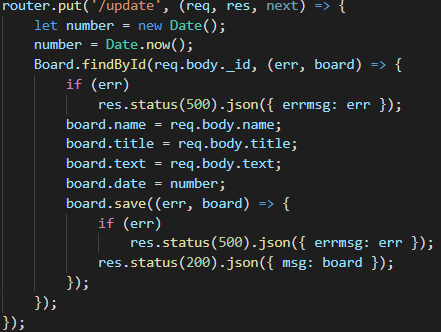 router.put('/update', (req, res, next) => {
    let number = new Date();
    number = Date.now();
    Board.findById(req.body._id, (err, board) => {
        if (err)
            res.status(500).json({ errmsg: err });
        board.name = req.body.name;
        board.title = req.body.title;
        board.text = req.body.text;
        board.date = number;
        board.save((err, board) => {
            if (err)
                res.status(500).json({ errmsg: err });
            res.status(200).json({ msg: board });
        });
    });
});